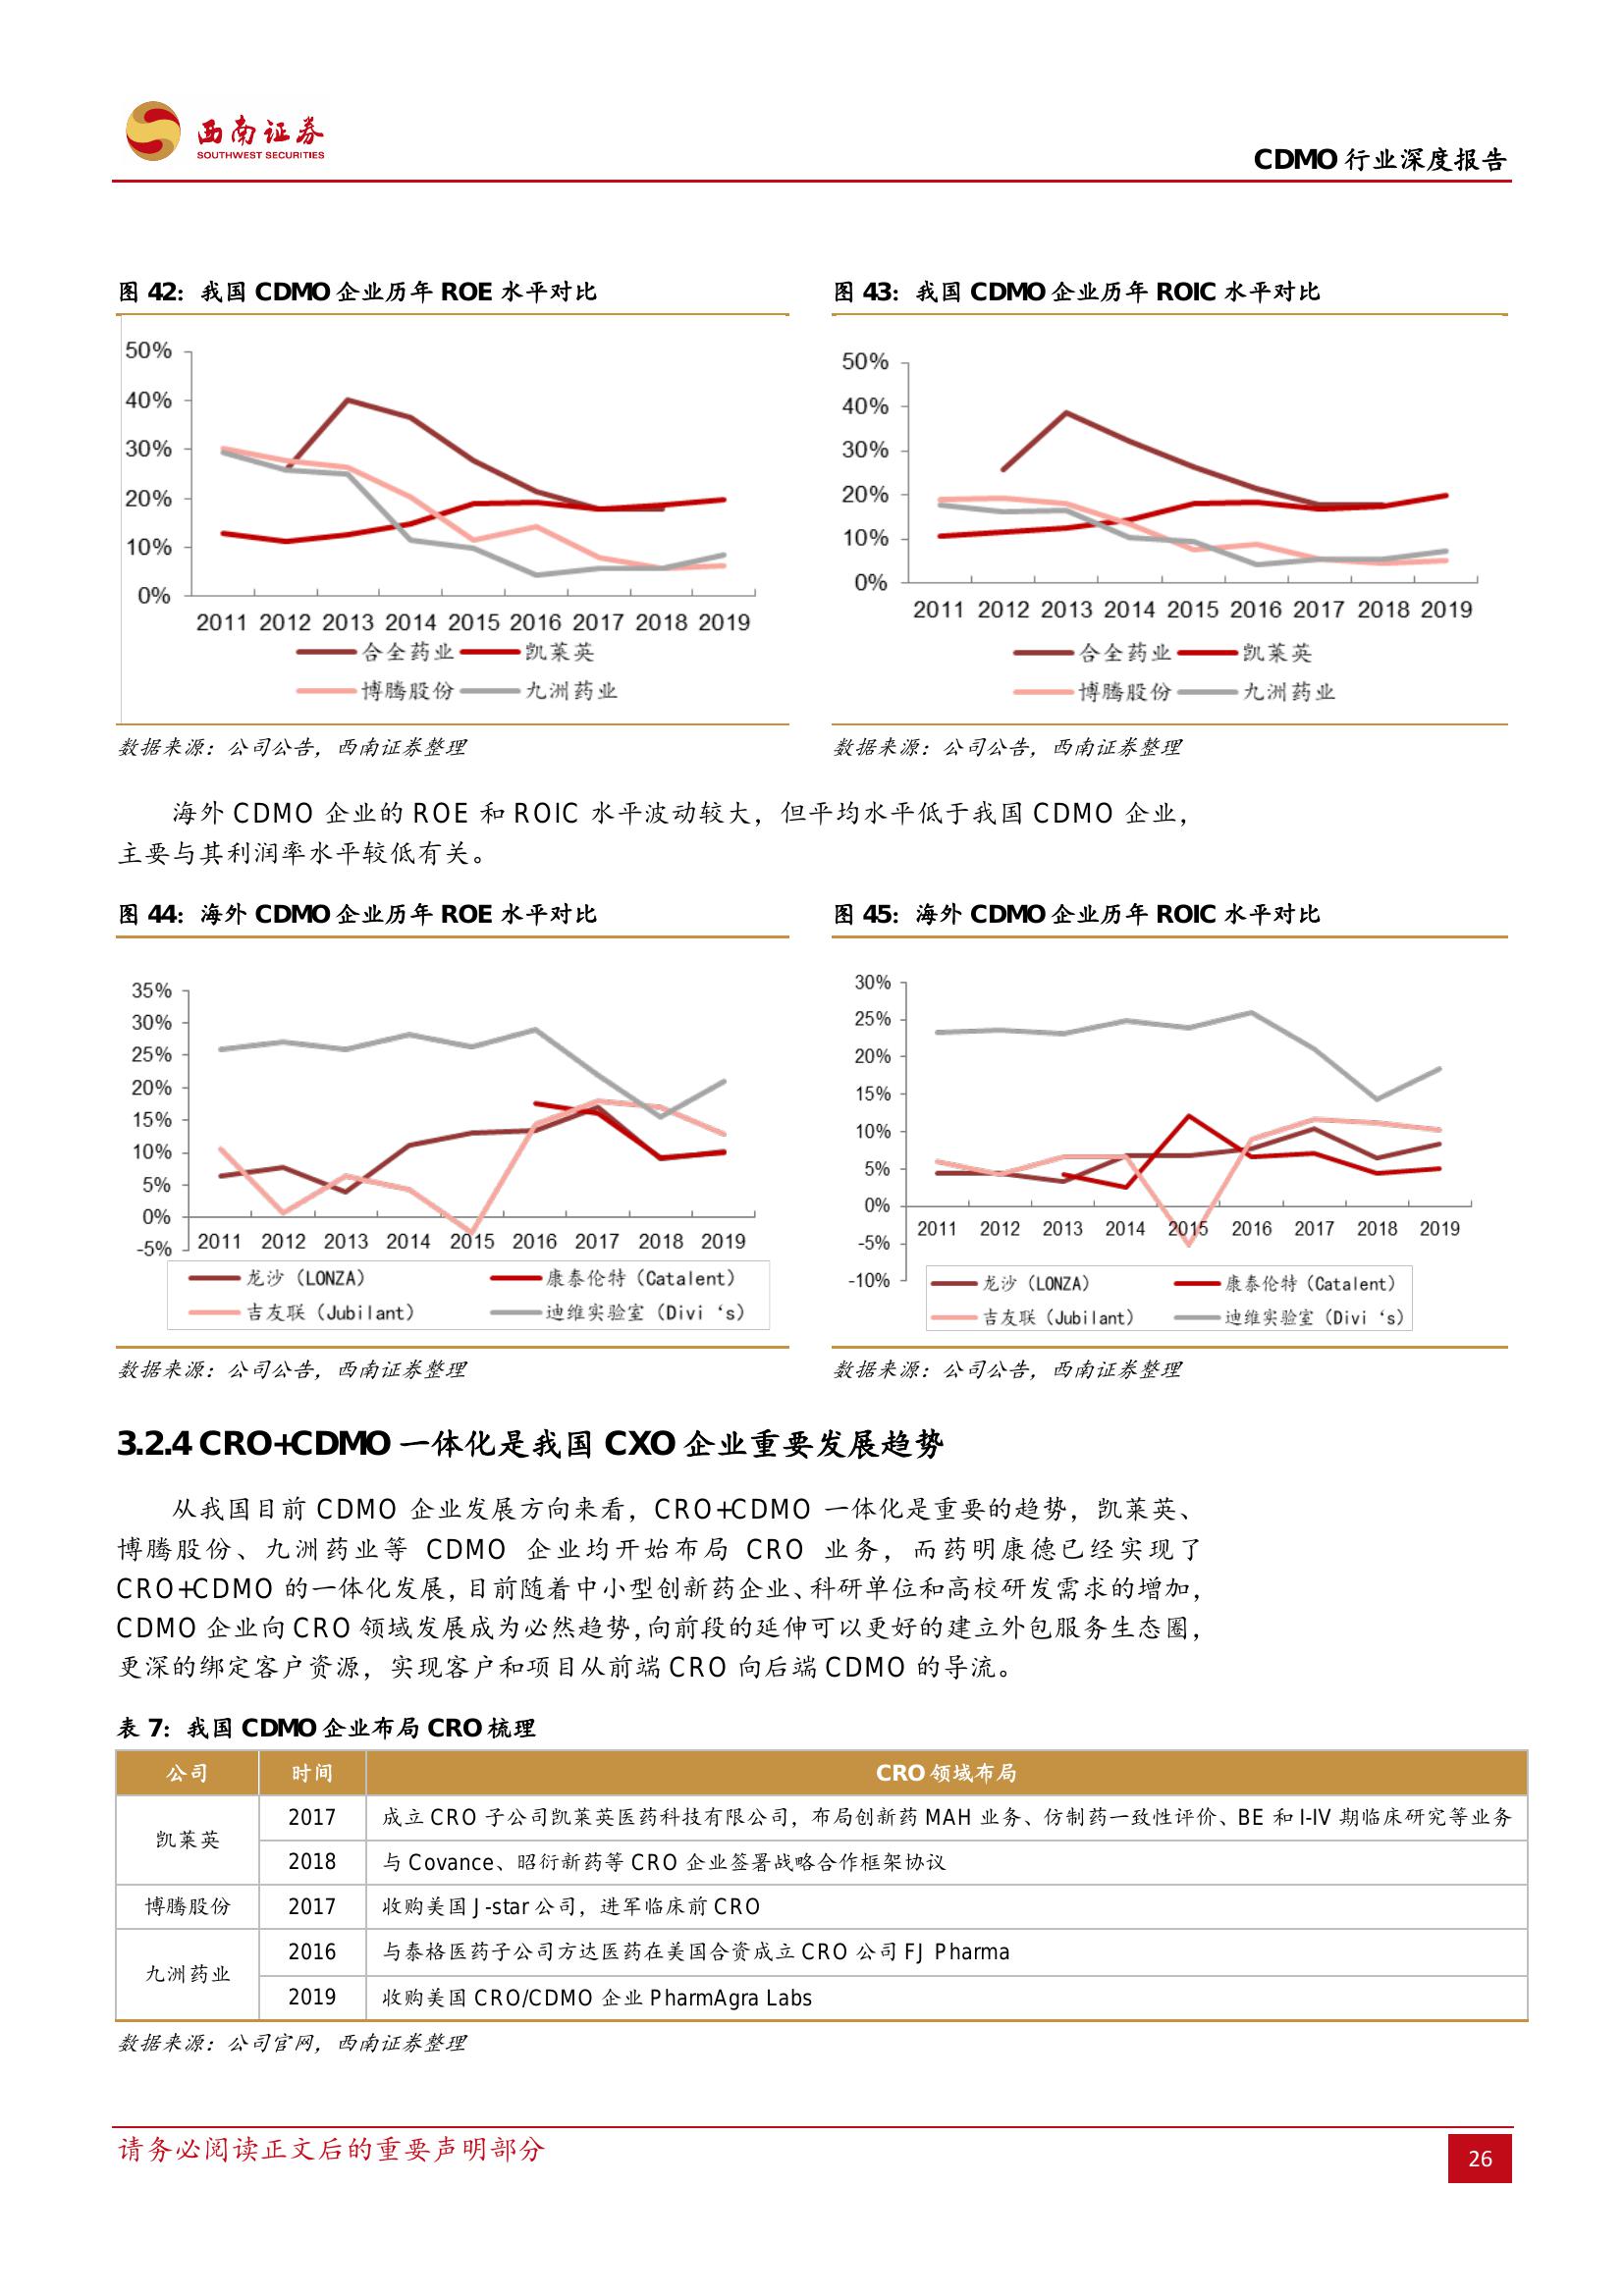 西南证券
SOUTHWEST SECURITIES
CDMO 行业深度报告
图 42：我国 CDMO 企业历年 ROE 水平对比
50%
40%
30%
20%
10%
0%
2011 2012 2013 2014 2015 2016 2017 2018 2019
合全药业 凯莱英
博腾股份 九洲药业
数据来源：公司公告，西南证券整理
图 43：我国 CDMO 企业历年 ROIC 水平对比
50%
40%
30%
20%
10%
0%
2011 2012 2013 2014 2015 2016 2017 2018 2019
合全药业 凯莱英
博腾股份 九洲药业
数据来源：公司公告，西南证券整理
海外 CDMO 企业的 ROE 和 ROIC 水平波动较大，但平均水平低于我国 CDMO 企业，
主要与其利润率水平较低有关。
图 44：海外 CDMO 企业历年 ROE 水平对比
35%
30%
25%
20%
15%
10%
5%
0%
-5%
2011 2012 2013 2014 2015 2016 2017 2018 2019
龙沙（LONZA） 康泰伦特（Catalent）
吉友联（Jubilant） 迪维实验室（Divi‘s）
数据来源：公司公告，西南证券整理
图 45：海外 CDMO 企业历年 ROIC 水平对比
30%
25%
20%
15%
10%
5%
0%
-5%
-10%
2011 2012 2013 2014 2015 2016 2017 2018 2019
龙沙（LONZA） 康泰伦特（Catalent）
吉友联（Jubilant） 迪维实验室（Divi‘s）
数据来源：公司公告，西南证券整理
3.2.4 CRO+CDMO 一体化是我国 CXO 企业重要发展趋势
从我国目前 CDMO 企业发展方向来看，CRO+CDMO 一体化是重要的趋势，凯莱英、
博腾股份、九洲药业等 CDMO 企业均开始布局 CRO 业务，而药明康德已经实现了
CRO+CDMO 的一体化发展，目前随着中小型创新药企业、科研单位和高校研发需求的增加，
CDMO 企业向 CRO 领域发展成为必然趋势，向前段的延伸可以更好的建立外包服务生态圈，
更深的绑定客户资源，实现客户和项目从前端 CRO 向后端 CDMO 的导流。
表 7：我国 CDMO 企业布局 CRO 梳理
公司 时间 CRO 领域布局
凯莱英 2017 成立 CRO 子公司凯莱英医药科技有限公司，布局创新药 MAH 业务、仿制药一致性评价、BE 和 I-IV 期临床研究等业务
2018 与 Covance、昭衍新药等 CRO 企业签署战略合作框架协议
博腾股份 2017 收购美国 J-star 公司，进军临床前 CRO
九洲药业 2016 与泰格医药子公司方达医药在美国合资成立 CRO 公司 FJ Pharma
2019 收购美国 CRO/CDMO 企业 PharmAgra Labs
数据来源：公司官网，西南证券整理
请务必阅读正文后的重要声明部分
26